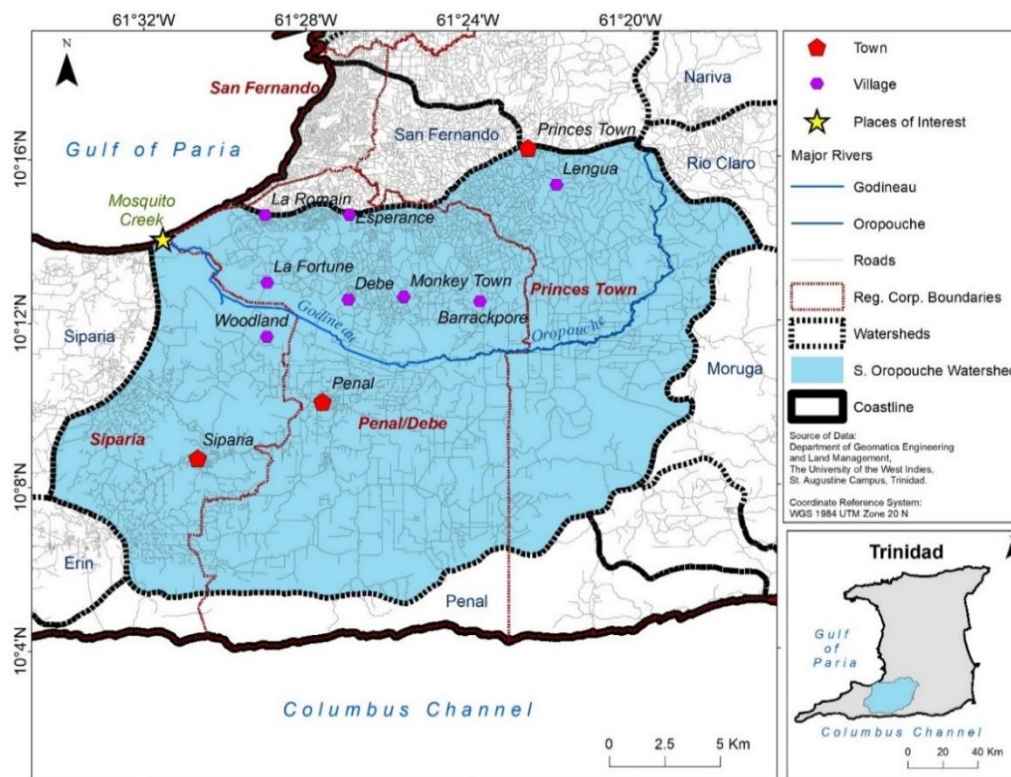 61°32'W
61°28'W
61°24'W
61°20'W
10°16'N
10°12'N
10°8'N
10°4'N
N
San Fernando
Nariva
San Fernando
Princes Town
Gulf of Paria
Rio Claro
Lengua
Mosquito
Creek
La Romain
Esperance
La Fortune
Debe
Monkey Town
Princes Town
Woodland
Godineau
Barrackpore
Oropouche
Siparia
Moruga
Penal
Siparia
Siparia
Penal/Debe
Erin
Penal
Columbus Channel
0 2.5 5 Km
Town
Village
Places of Interest
Major Rivers
Godineau
Oropouche
Roads
Reg. Corp. Boundaries
Watersheds
S. Oropouche Watershed
Coastline
Source of Data:
Department of Geomatics Engineering
and Land Management,
The University of the West Indies,
St. Augustine Campus, Trinidad.
Coordinate Reference System:
WGS 1984 UTM Zone 20 N
Trinidad
Gulf
of
Paria
Columbus Channel
0 20 40 Km